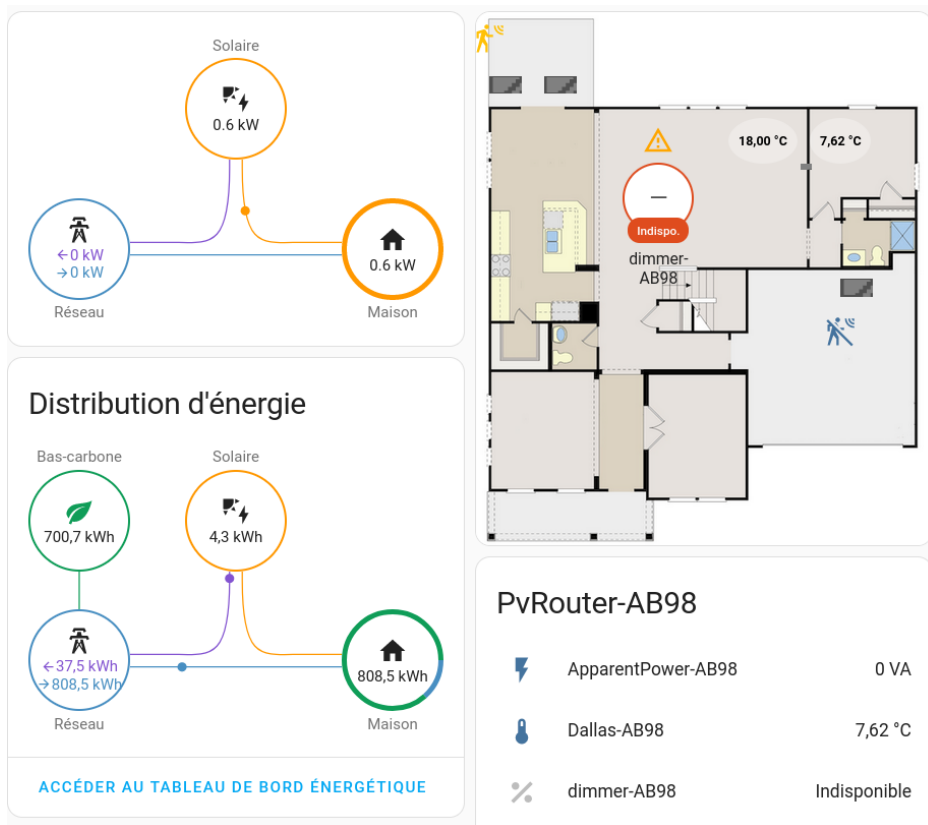 Solaire
0.6 kW
←0 kW
→0 kW
0.6 kW
Réseau
Maison
Distribution d'énergie
Bas-carbone
Solaire
700,7 kWh
4,3 kWh
←37,5 kWh
→808,5 kWh
808,5 kWh
Réseau
Maison
ACCÉDER AU TABLEAU DE BORD ÉNERGÉTIQUE
18,00 °C
7,62 °C
Indispo.
dimmer-
AB98
PvRouter-AB98
ApparentPower-AB98
0 VA
Dallas-AB98
7,62 °C
dimmer-AB98
Indisponible